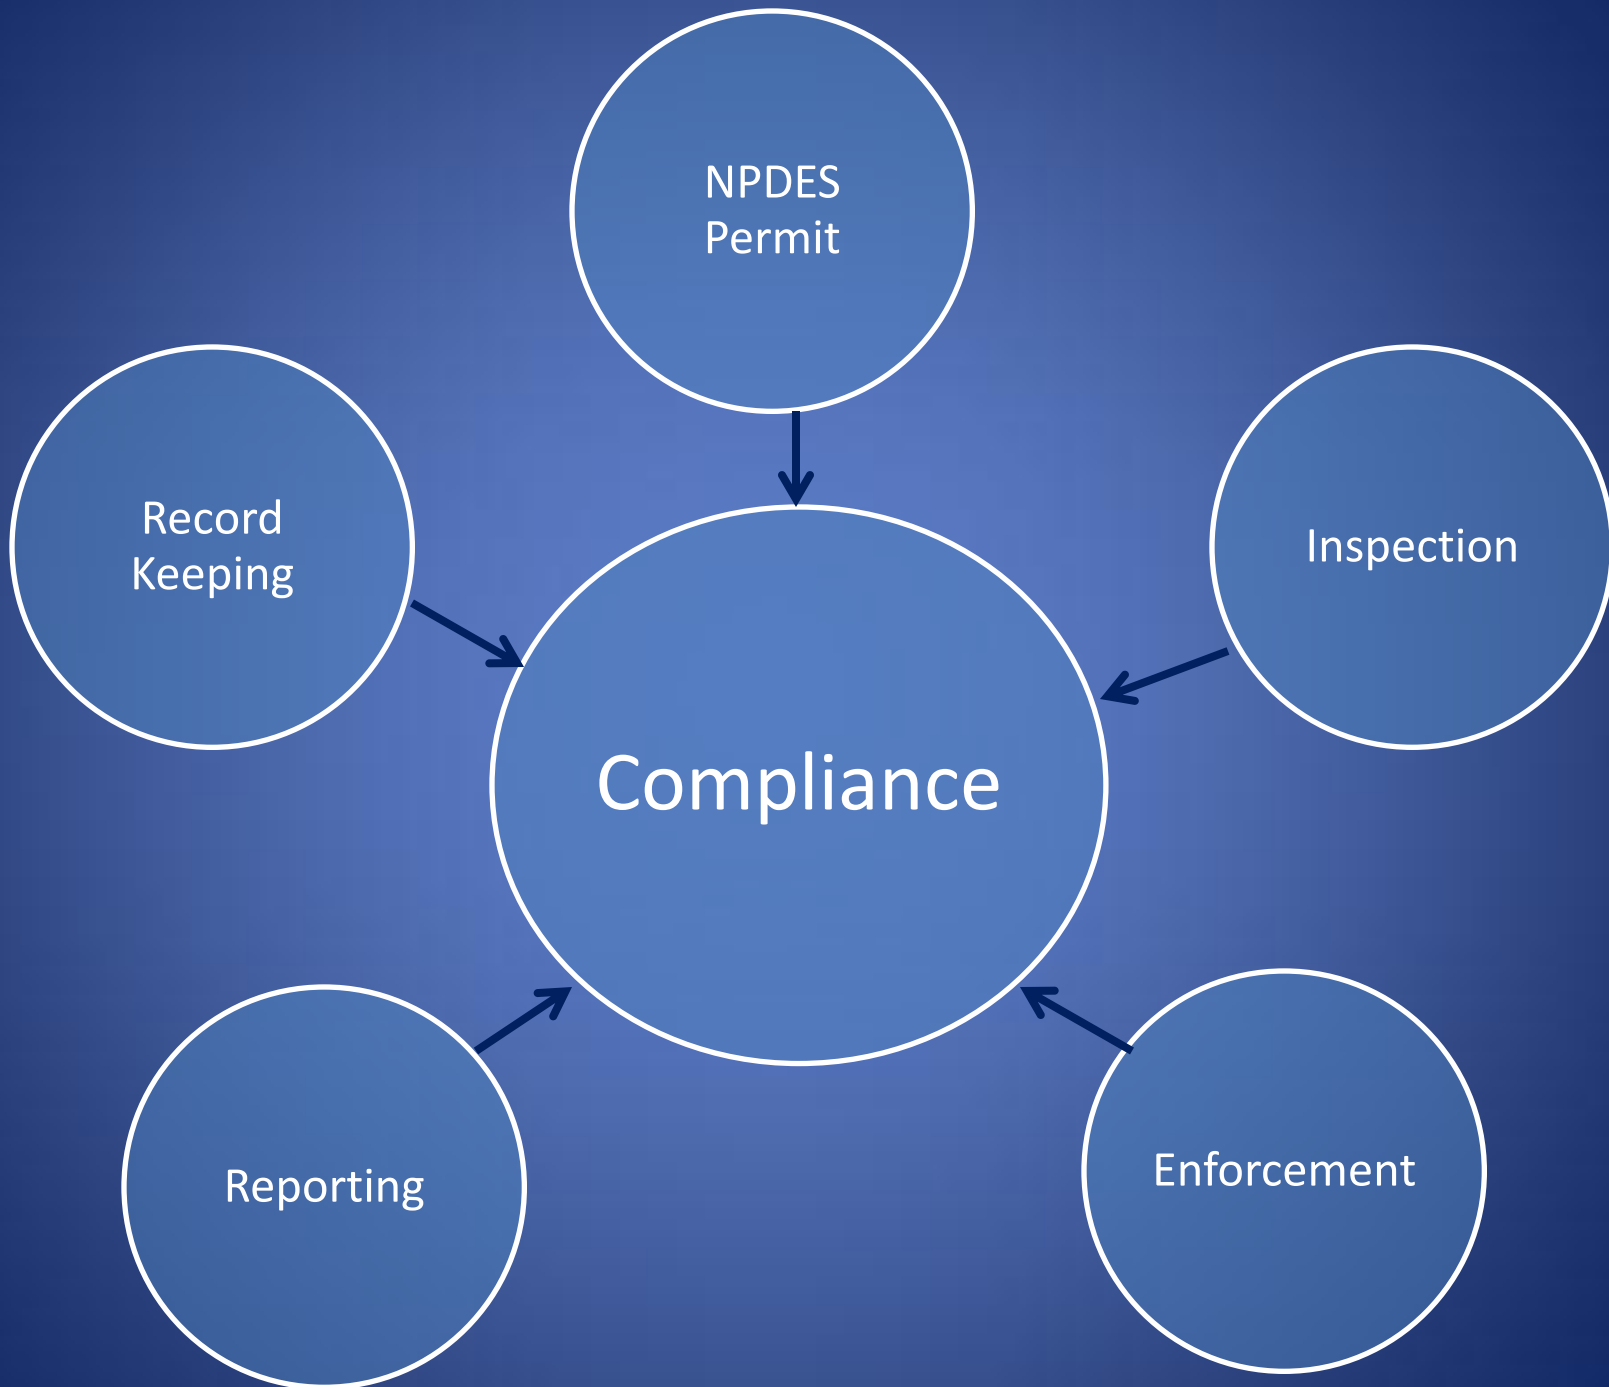 NPDES
Permit
Record
Keeping
Inspection
Compliance
Reporting
Enforcement